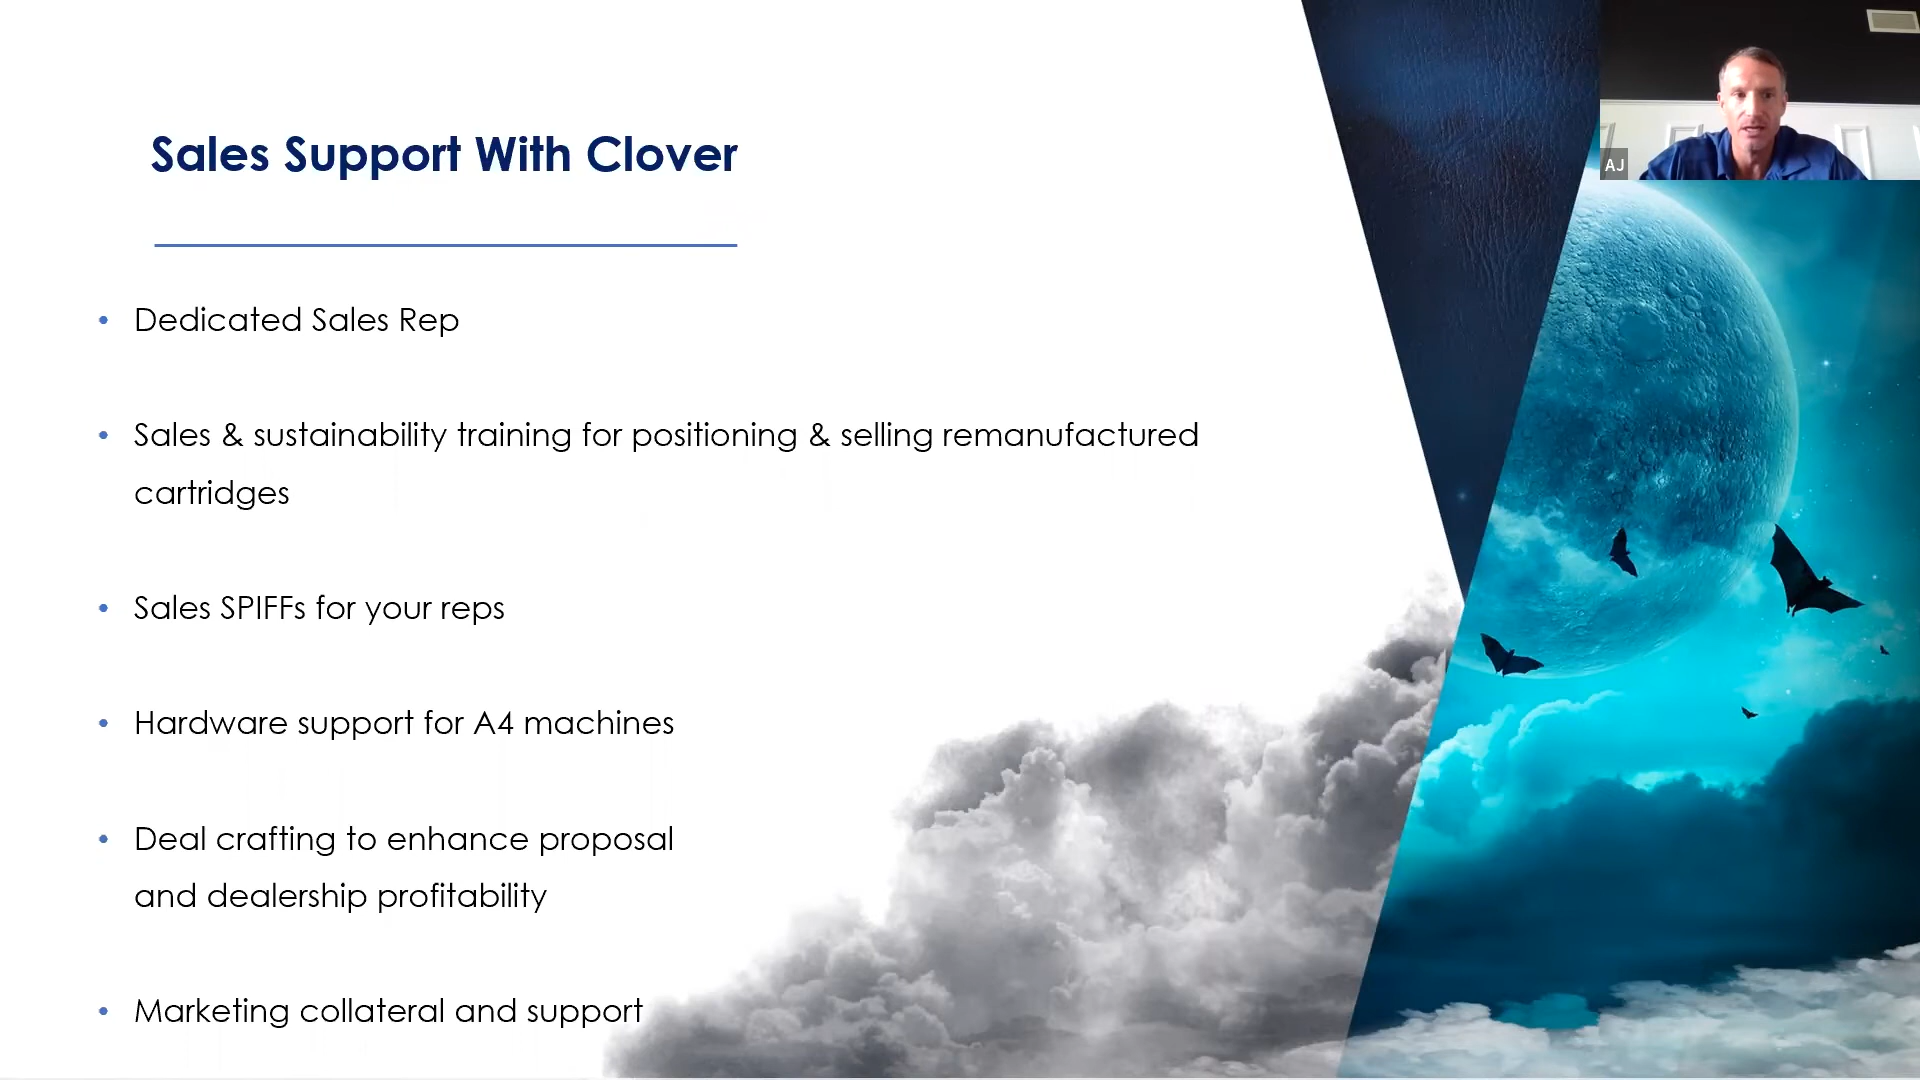 Sales Support With Clover
AJ
• Dedicated Sales Rep
• Sales & sustainability training for positioning & selling remanufactured
cartridges
• Sales SPIFFs for your reps
• Hardware support for A4 machines
• Deal crafting to enhance proposal
and dealership profitability
• Marketing collateral and support